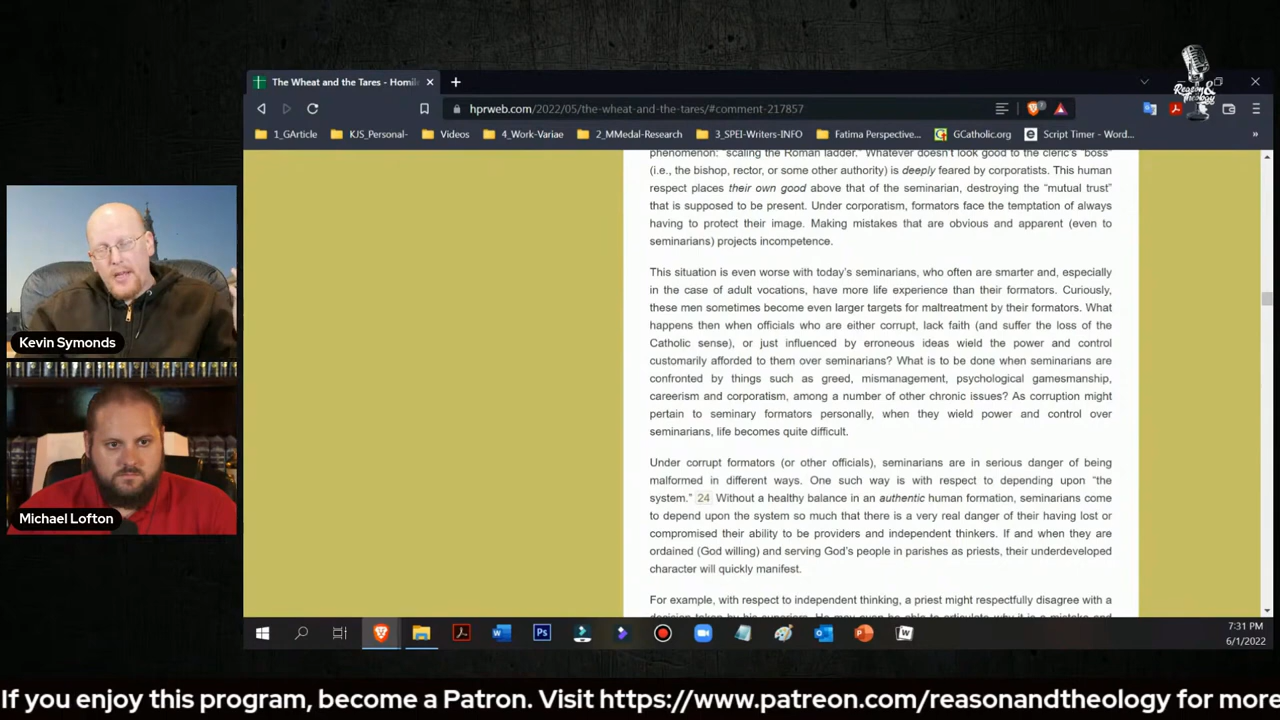 REASON &
THEOLOGY
The Wheat and the Tares - Homil
hprweb.com/2022/05/the-wheat-and-the-tares/#comment-217857
1_GArticle
KJS_Personal-
Videos
4_Work-Variae
2_MMedal-Research
3_SPEI-Writers-INFO
Fatima Perspective...
GCatholic.org
Script Timer - Word...
»
phenomenon: “scaling the Roman ladder.” Whatever doesn’t look good to the cleric’s “boss”
(i.e., the bishop, rector, or some other authority) is deeply feared by corporatists. This human
respect places their own good above that of the seminarian, destroying the “mutual trust”
that is supposed to be present. Under corporatism, formators face the temptation of always
having to protect their image. Making mistakes that are obvious and apparent (even to
seminarians) projects incompetence.
This situation is even worse with today’s seminarians, who often are smarter and, especially
in the case of adult vocations, have more life experience than their formators. Curiously,
these men sometimes become even larger targets for maltreatment by their formators. What
happens then when officials who are either corrupt, lack faith (and suffer the loss of the
Catholic sense), or just influenced by erroneous ideas wield the power and control
customarily afforded to them over seminarians? What is to be done when seminarians are
confronted by things such as greed, mismanagement, psychological gamesmanship,
careerism and corporatism, among a number of other chronic issues? As corruption might
pertain to seminary formators personally, when they wield power and control over
seminarians, life becomes quite difficult.
Under corrupt formators (or other officials), seminarians are in serious danger of being
malformed in different ways. One such way is with respect to depending upon “the
system.” 24 Without a healthy balance in an authentic human formation, seminarians come
to depend upon the system so much that there is a very real danger of their having lost or
compromised their ability to be providers and independent thinkers. If and when they are
ordained (God willing) and serving God’s people in parishes as priests, their underdeveloped
character will quickly manifest.
For example, with respect to independent thinking, a priest might respectfully disagree with a
Kevin Symonds
Michael Lofton
7:31 PM
6/1/2022
If you enjoy this program, become a Patron. Visit https://www.patreon.com/reasonandtheology for more